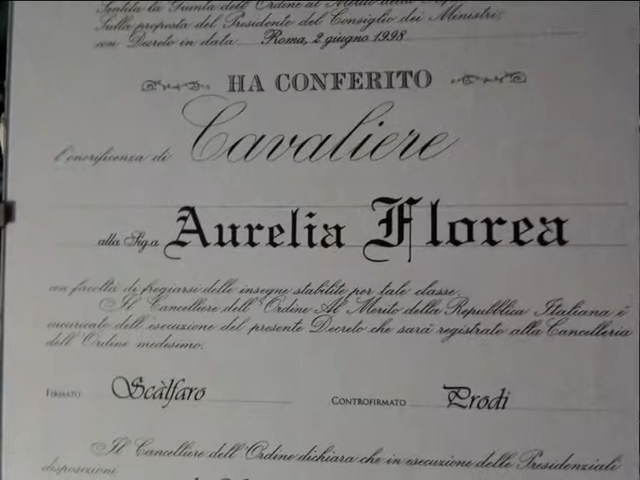 Sentita la Giunta dell'Ordine al Merito della
Sulla proposta del Presidente del Consiglio dei Ministri;
con Decreto in data Roma, 2 giugno 1998
HA CONFERITO
l'onorificenza di Cavaliere
alla Sig.a Aurelia Florea
con facoltà di fregiarsi delle insegne stabilite per tale classe.
Il Cancelliere dell'Ordine Al Merito della Repubblica Italiana è
incaricato dell'esecuzione del presente Decreto che sarà registrato alla Cancelleria
dell'Ordine medesimo.
FIRMATO Scàlfaro CONTROFIRMATO Prodi
Il Cancelliere dell'Ordine dichiara che in esecuzione delle Presidenziali
disposizioni